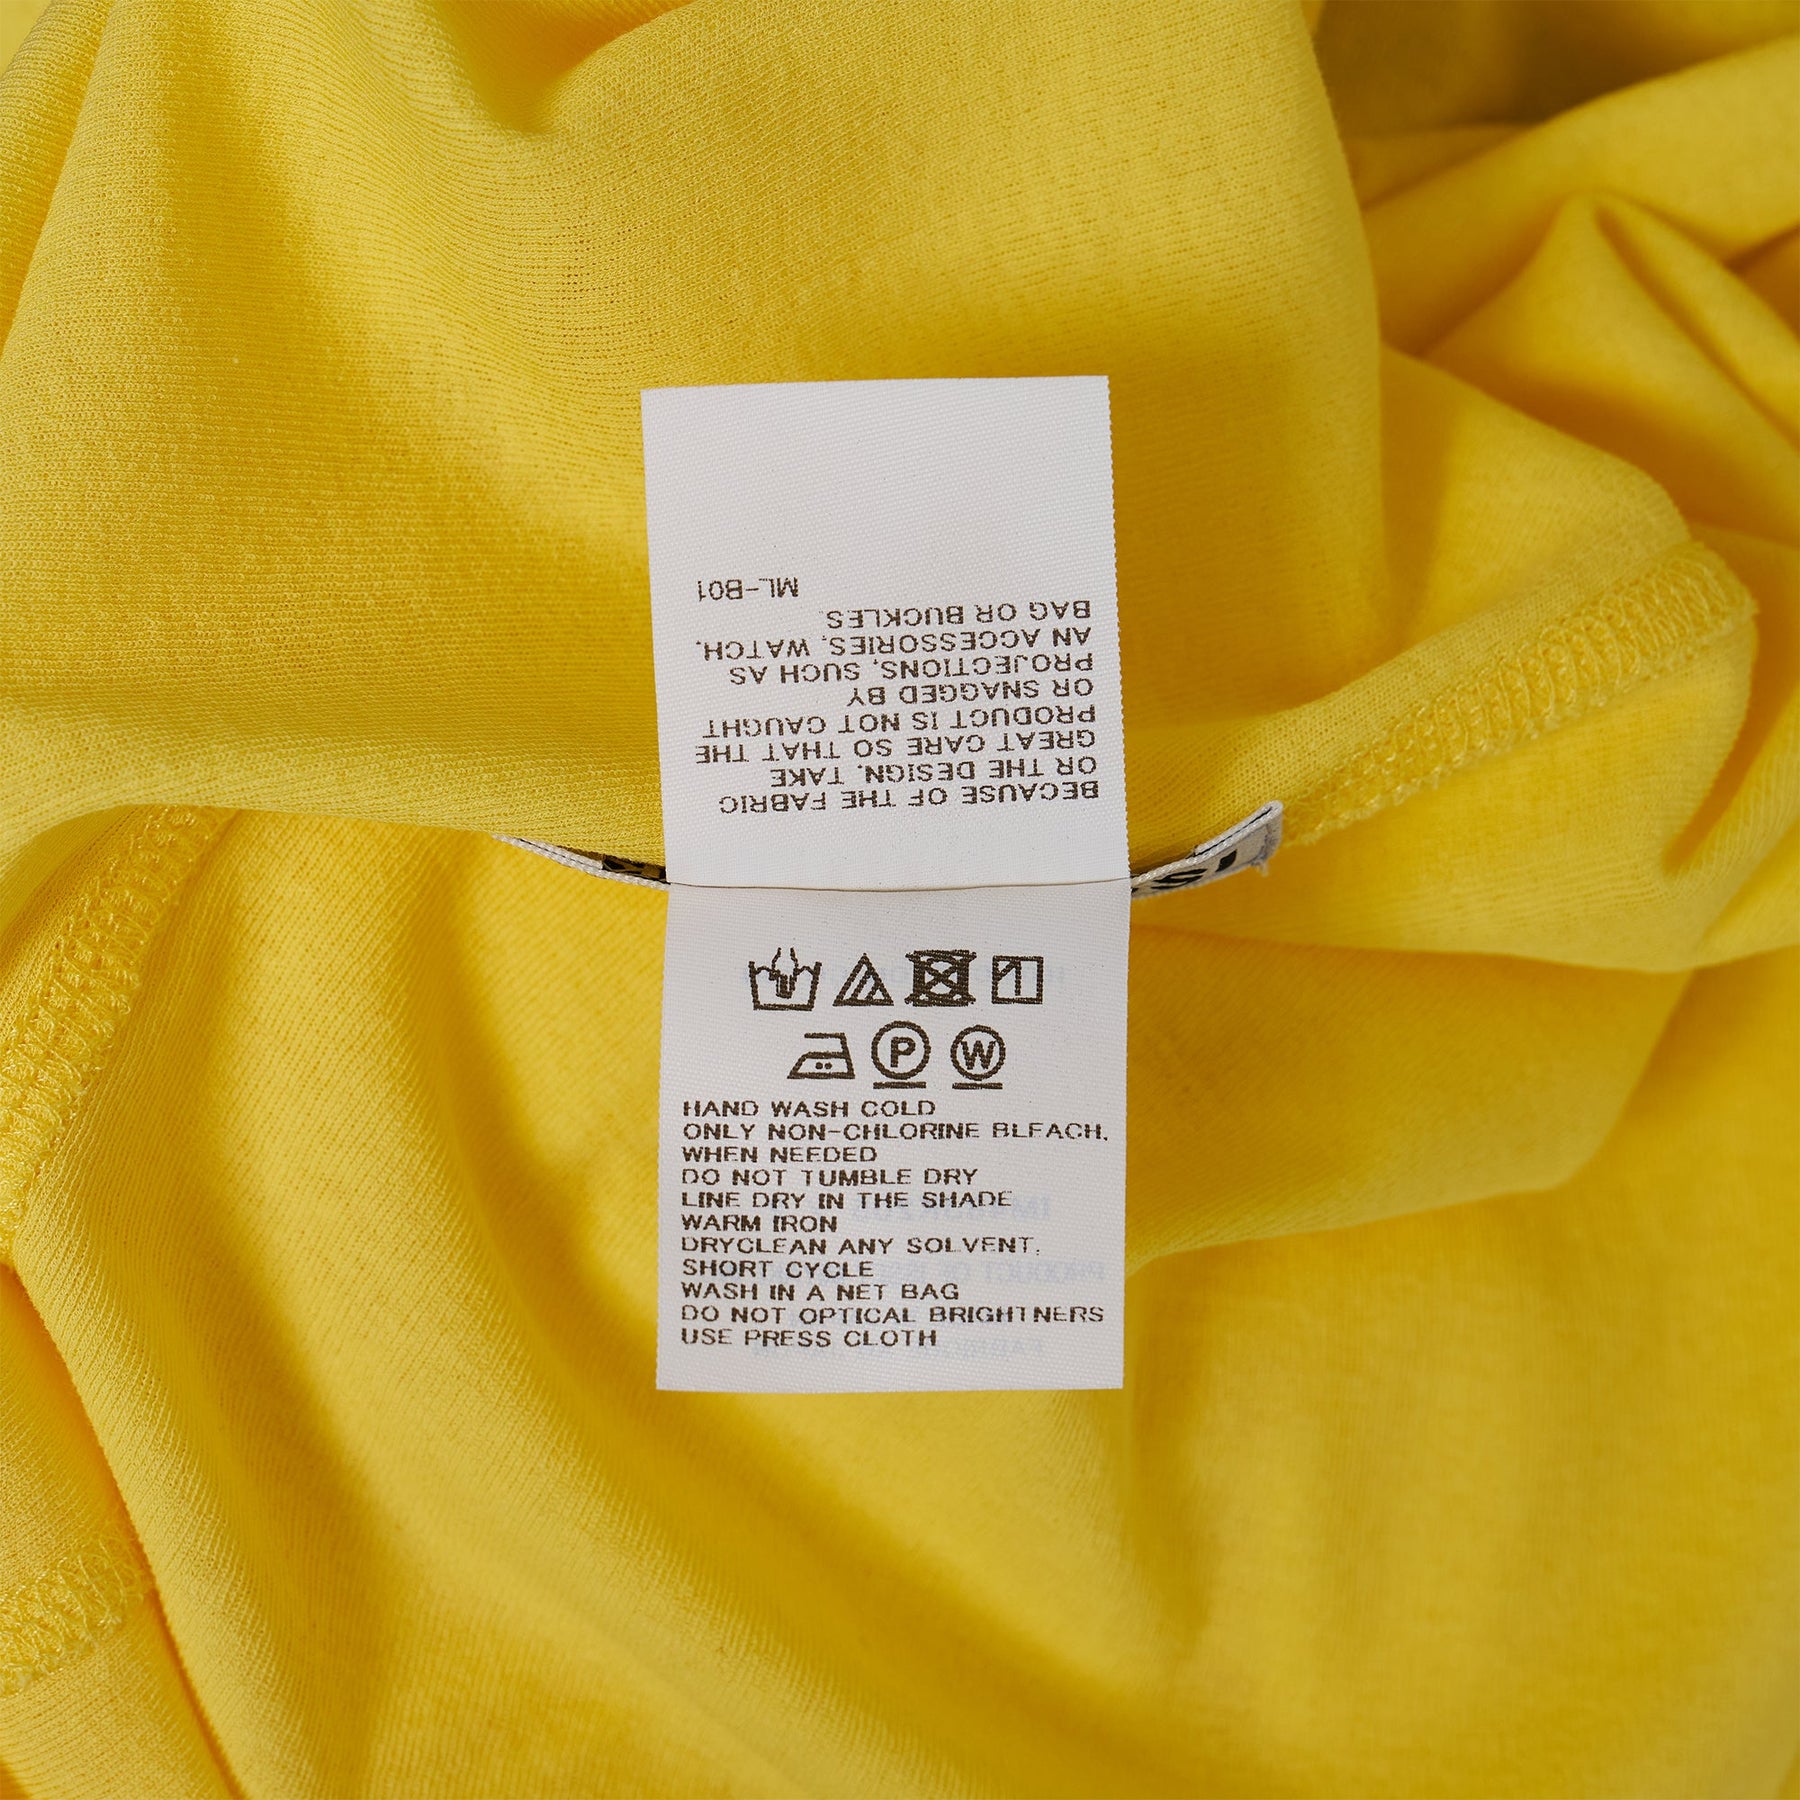 BECAUSE OF THE FABRIC
OR THE DESIGN, TAKE
GREAT CARE SO THAT THE
PRODUCT IS NOT CAUGHT
OR SNAGGED BY
PROJECTIONS, SUCH AS
AN ACCESSORIES, WATCH,
BAG OR BUCKLES.
ML-B01
P W
HAND WASH COLD
ONLY NON-CHLORINE BLEACH,
WHEN NEEDED
DO NOT TUMBLE DRY
LINE DRY IN THE SHADE
WARM IRON
DRYCLEAN ANY SOLVENT,
SHORT CYCLE
WASH IN A NET BAG
DO NOT OPTICAL BRIGHTNERS
USE PRESS CLOTH